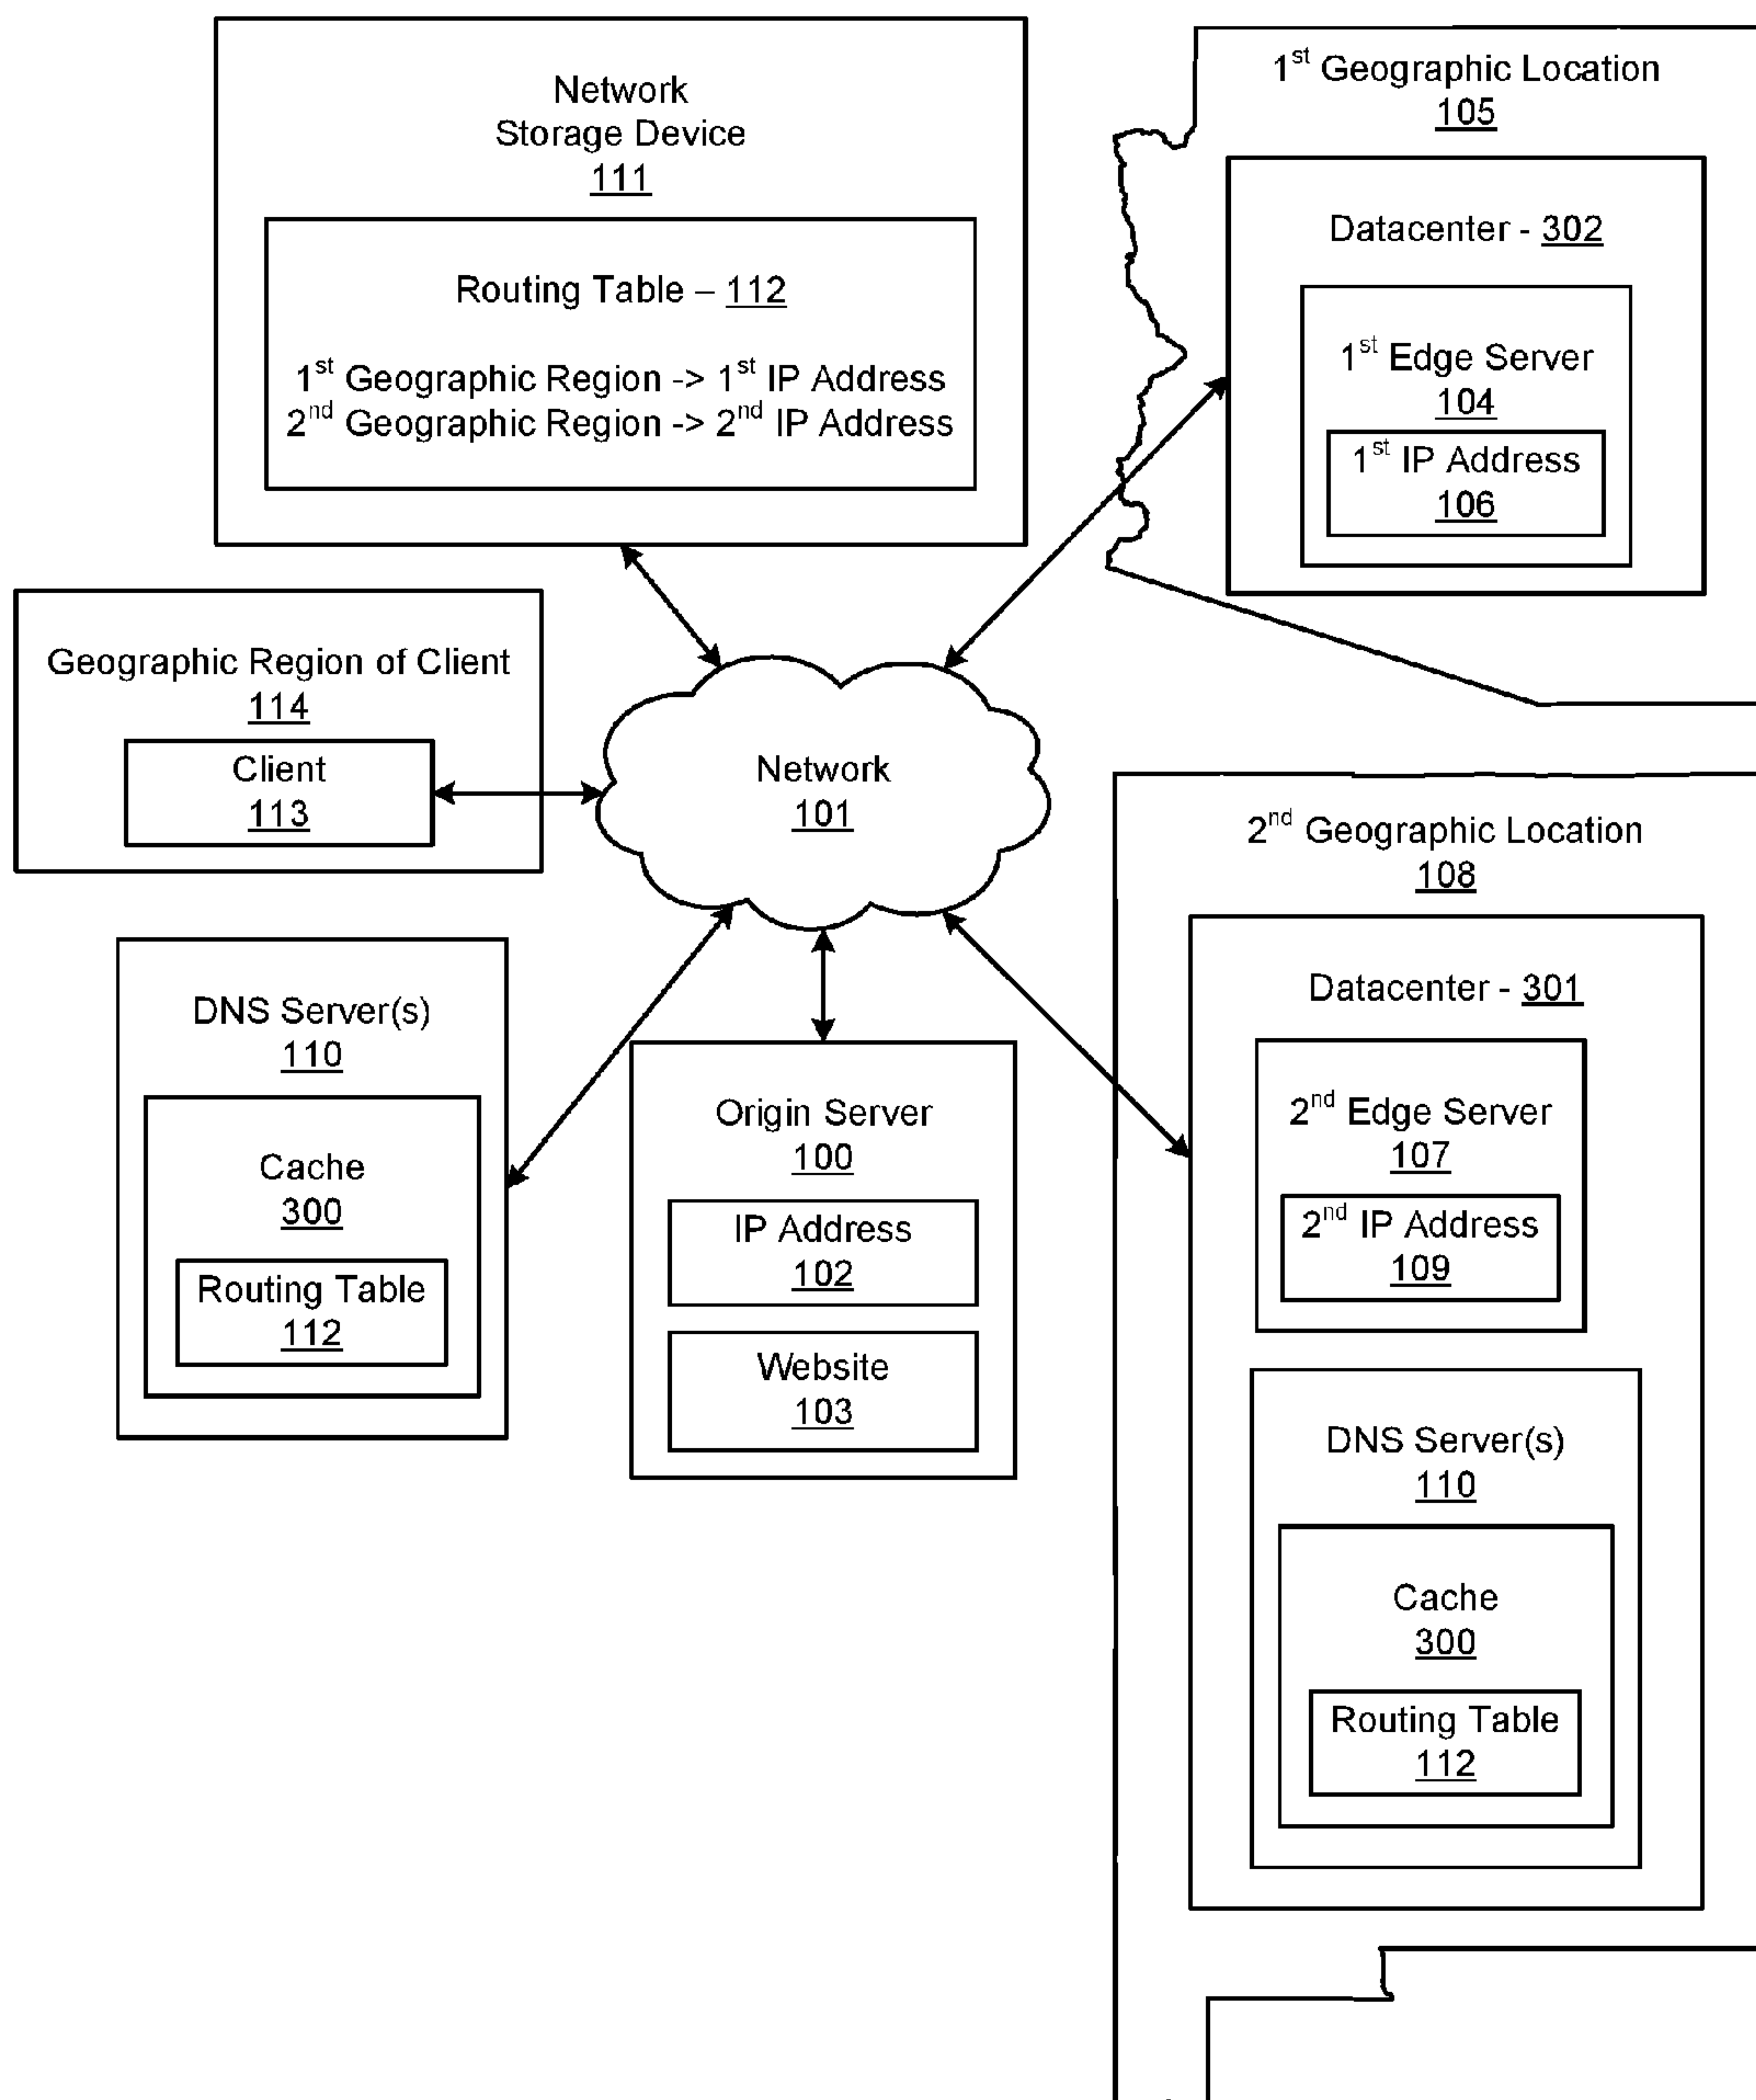 Network
Storage Device
111
Routing Table – 112
1st Geographic Region -> 1st IP Address
2nd Geographic Region -> 2nd IP Address
1st Geographic Location
105
Datacenter - 302
1st Edge Server
104
1st IP Address
106
Geographic Region of Client
114
Client
113
Network
101
2nd Geographic Location
108
Datacenter - 301
2nd Edge Server
107
2nd IP Address
109
DNS Server(s)
110
Cache
300
Routing Table
112
DNS Server(s)
110
Cache
300
Routing Table
112
Origin Server
100
IP Address
102
Website
103